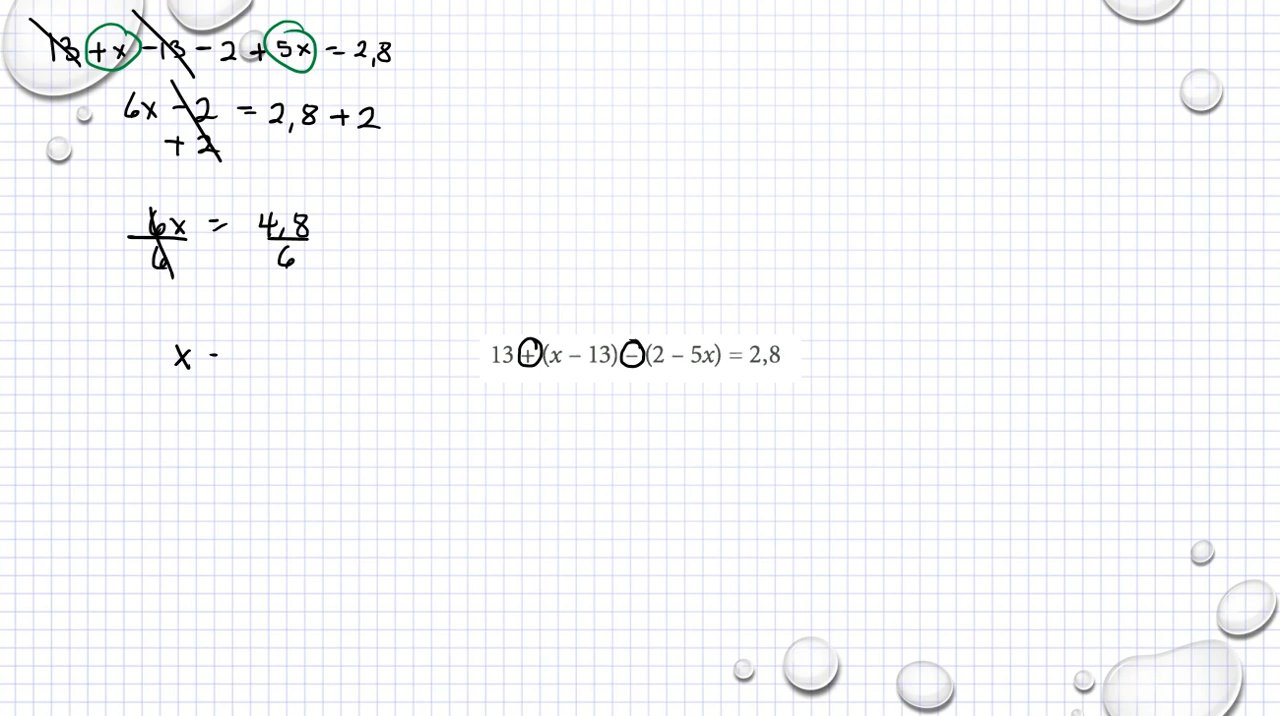 13 + x - 13 - 2 + 5x = 2,8
6x - 2 = 2,8 + 2
+ 2
6x = 4,8
6 6
x =
13 + (x – 13) – (2 – 5x) = 2,8